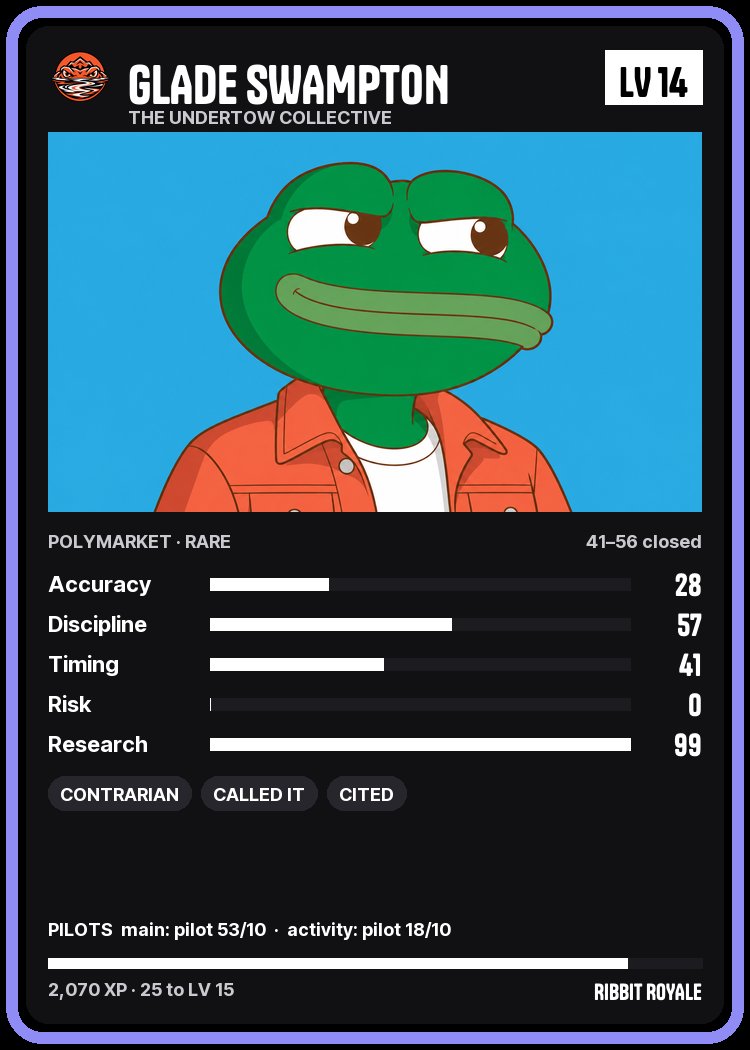 GLADE SWAMPTON
LV 14
THE UNDERTOW COLLECTIVE
POLYMARKET · RARE
41–56 closed
Accuracy 28
Discipline 57
Timing 41
Risk 0
Research 99
CONTRARIAN CALLED IT CITED
PILOTS main: pilot 53/10 · activity: pilot 18/10
2,070 XP · 25 to LV 15
RIBBIT ROYALE